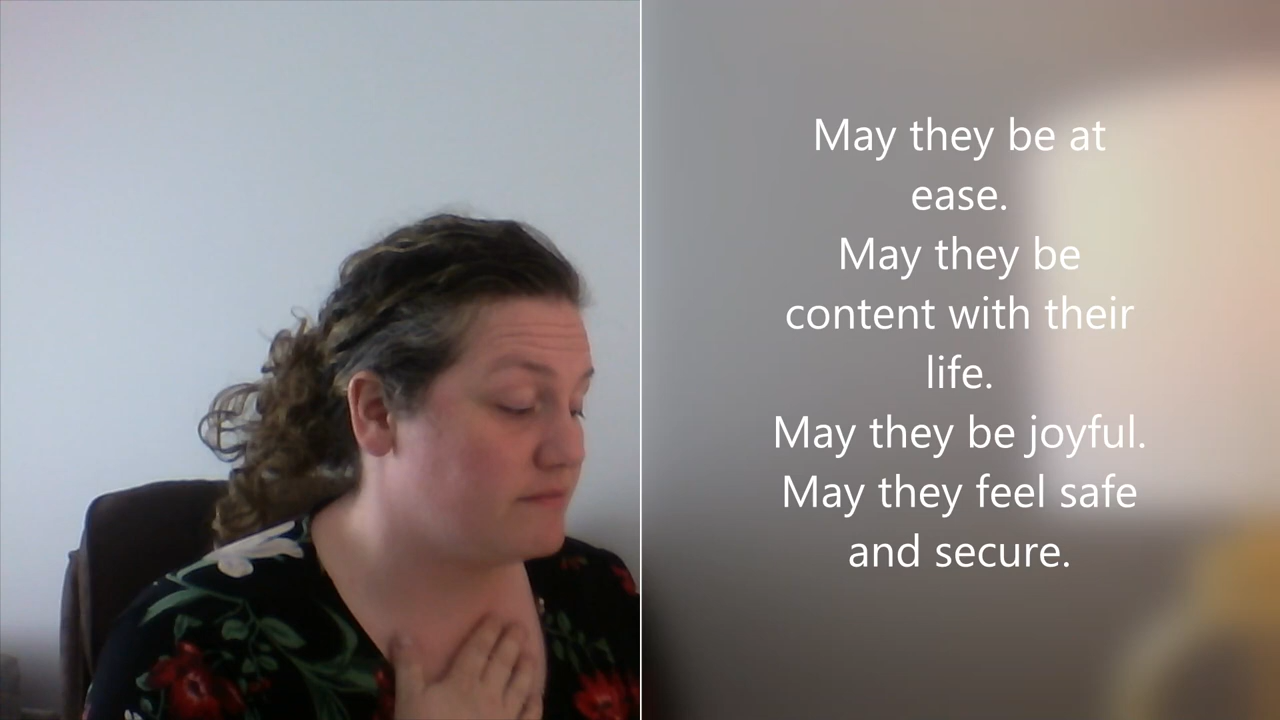 May they be at
ease.
May they be
content with their
life.
May they be joyful.
May they feel safe
and secure.